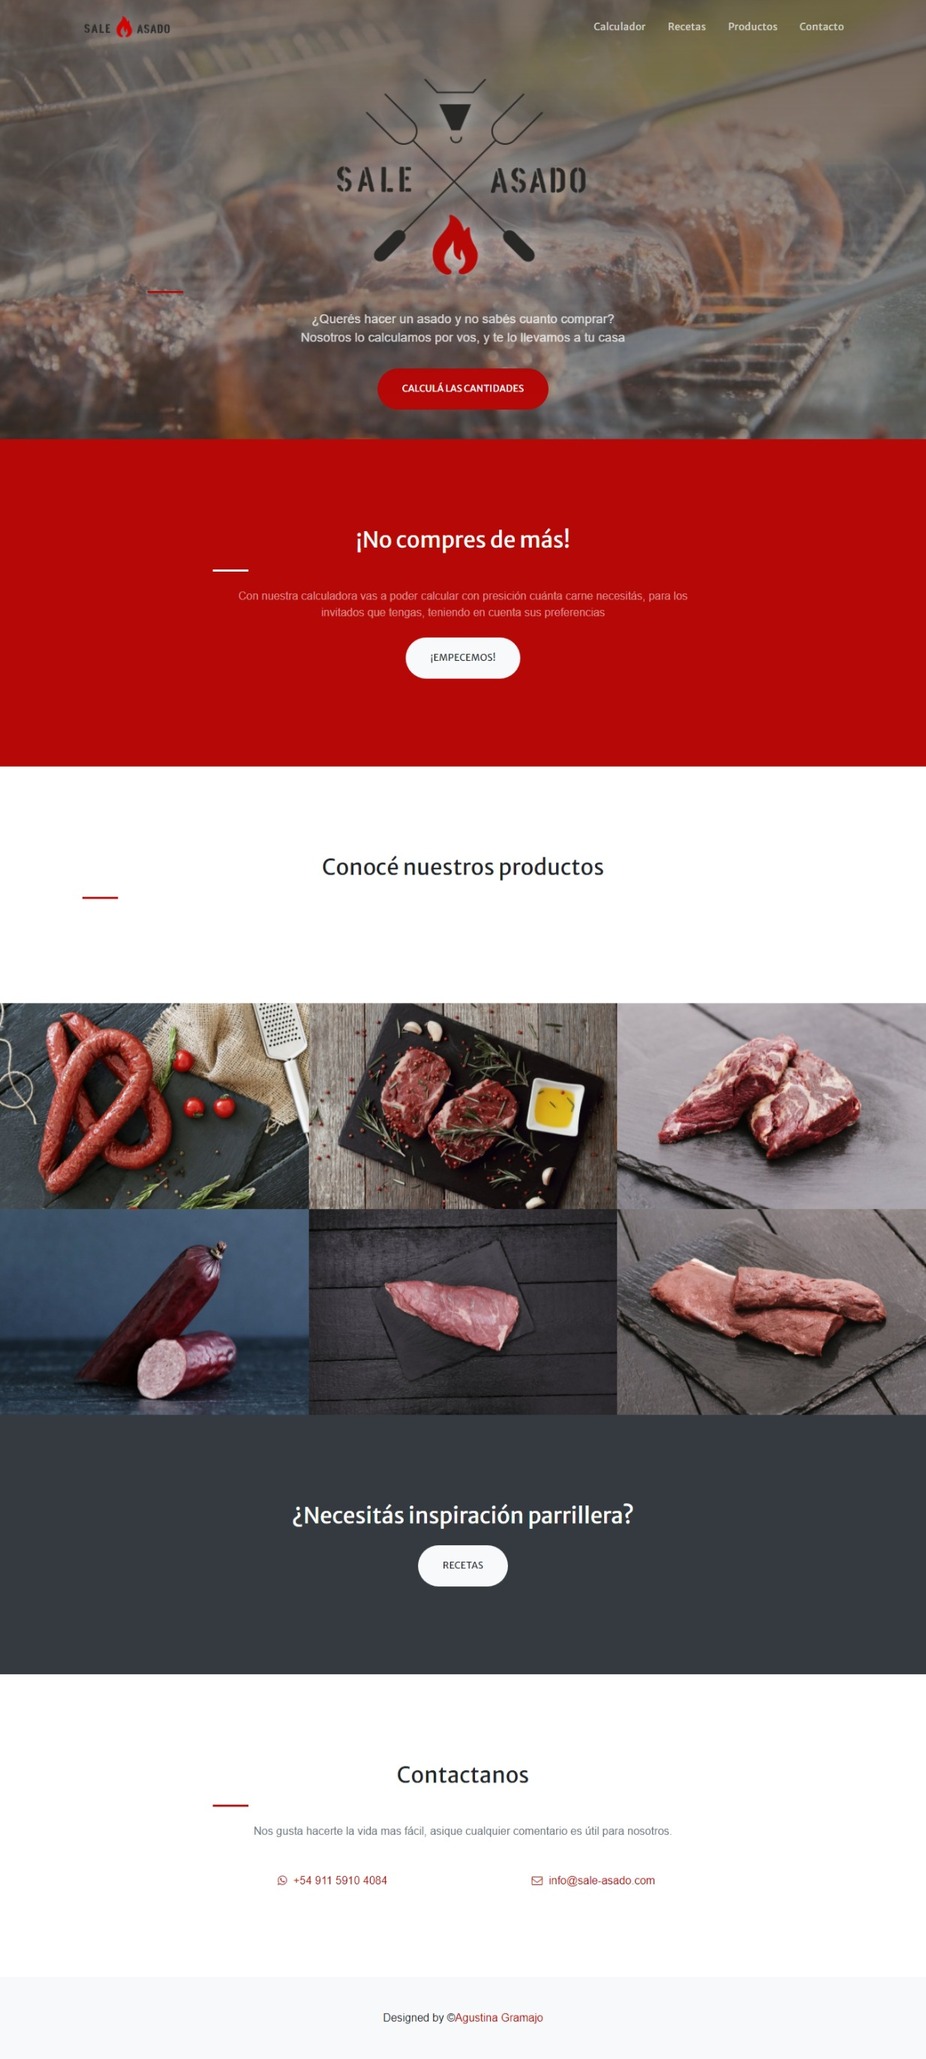 SALE ASADO
Calculador
Recetas
Productos
Contacto
SALE ASADO
¿Querés hacer un asado y no sabés cuanto comprar?
Nosotros lo calculamos por vos, y te lo llevamos a tu casa
CALCULÁ LAS CANTIDADES
¡No compres de más!
Con nuestra calculadora vas a poder calcular con presición cuánta carne necesitás, para los
invitados que tengas, teniendo en cuenta sus preferencias
¡EMPECEMOS!
Conocé nuestros productos
¿Necesitás inspiración parrillera?
RECETAS
Contactanos
Nos gusta hacerte la vida mas fácil, asique cualquier comentario es útil para nosotros.
+54 911 5910 4084
info@sale-asado.com
Designed by ©Agustina Gramajo